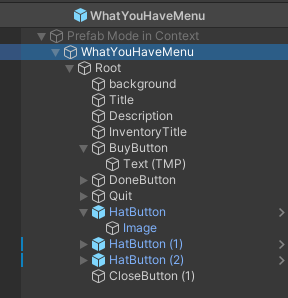 WhatYouHaveMenu
Prefab Mode in Context
WhatYouHaveMenu
Root
background
Title
Description
InventoryTitle
BuyButton
Text (TMP)
DoneButton
Quit
HatButton
Image
HatButton (1)
HatButton (2)
CloseButton (1)